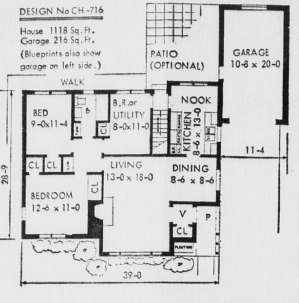 DESIGN No CH-716
House 1118 Sq. Ft.
Garage 216 Sq. Ft.
(Blueprints also show
garage on left side.)
WALK
PATIO
(OPTIONAL)
GARAGE
10-8 x 20-0
BED
9-0x11-4
B
B.R. or
UTILITY
8-0x11-0
NOOK
KITCHEN
8-6 x 13-0
11-4
CL
CL
CL
LIVING
13-0 x 18-0
DINING
8-6 x 8-6
CL
BEDROOM
12-6 x 11-0
28-9
V
CL
P
39-0